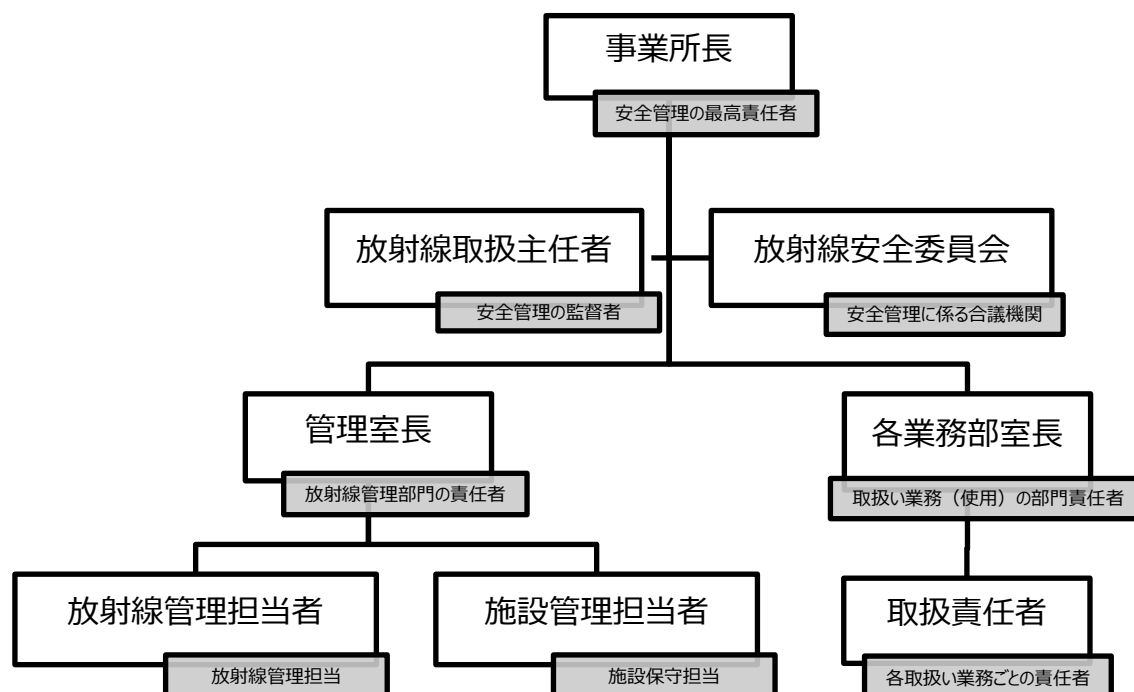 事業所長
安全管理の最高責任者
放射線取扱主任者
安全管理の監督者
放射線安全委員会
安全管理に係る合議機関
管理室長
放射線管理部門の責任者
各業務部室長
取扱い業務（使用）の部門責任者
放射線管理担当者
放射線管理担当
施設管理担当者
施設保守担当
取扱責任者
各取扱い業務ごとの責任者